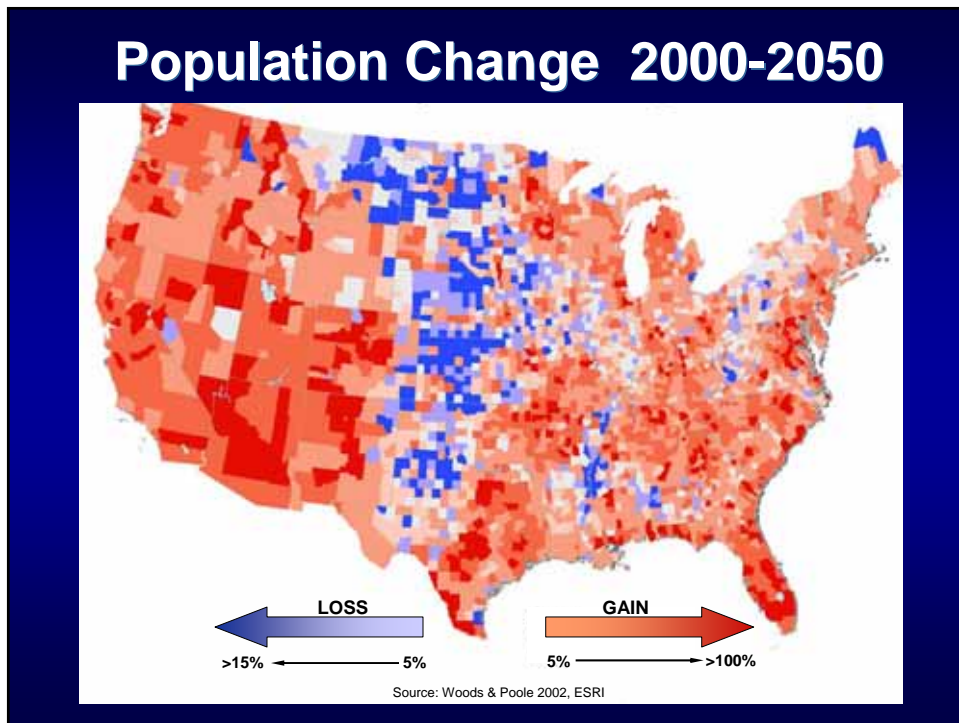 Population Change 2000-2050
LOSS
GAIN
>15%
5%
5%
>100%
Source: Woods & Poole 2002, ESRI